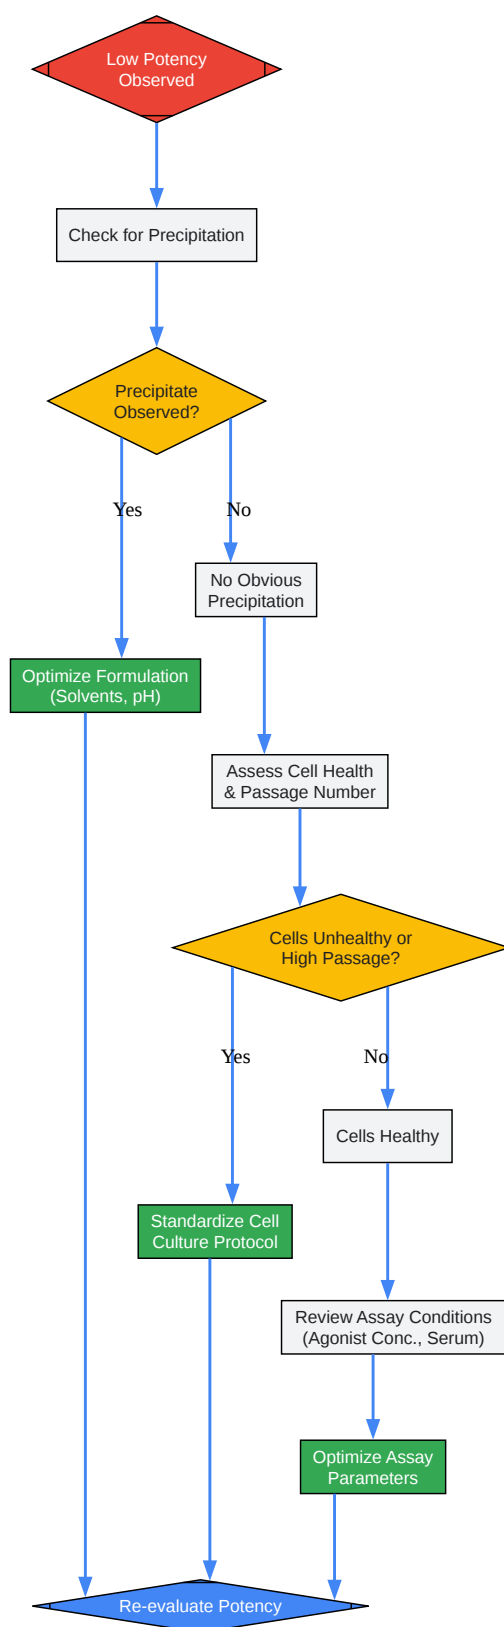 Low Potency
Observed
Check for Precipitation
Precipitate
Observed?
Yes
No
No Obvious
Precipitation
Optimize Formulation
(Solvents, pH)
Assess Cell Health
& Passage Number
Cells Unhealthy or
High Passage?
Yes
No
Cells Healthy
Standardize Cell
Culture Protocol
Review Assay Conditions
(Agonist Conc., Serum)
Optimize Assay
Parameters
Re-evaluate Potency